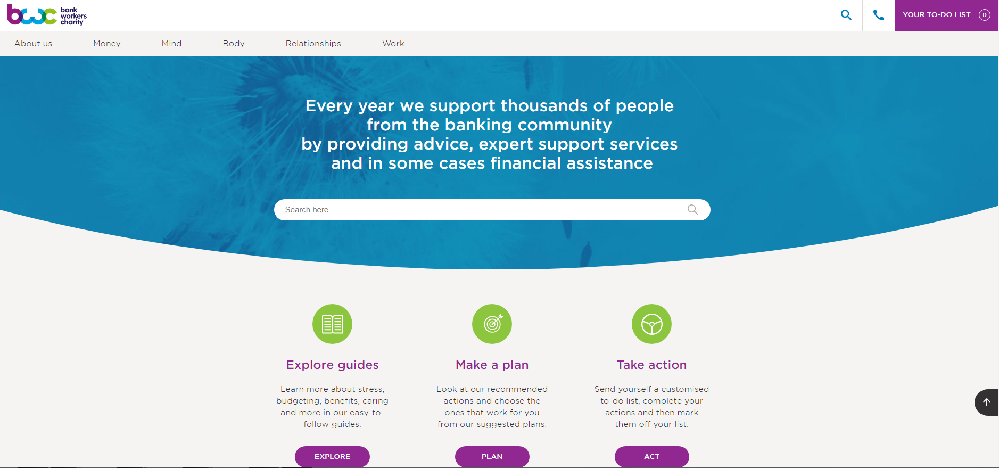 bwc
bank
workers
charity
YOUR TO-DO LIST 0
About us Money Mind Body Relationships Work
Every year we support thousands of people
from the banking community
by providing advice, expert support services
and in some cases financial assistance
Search here
Explore guides
Learn more about stress,
budgeting, benefits, caring
and more in our easy-to-
follow guides.
EXPLORE
Make a plan
Look at our recommended
actions and choose the
ones that work for you
from our suggested plans.
PLAN
Take action
Send yourself a customised
to-do list, complete your
actions and then mark
them off your list.
ACT